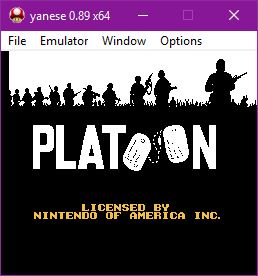 yanese 0.89 x64
File Emulator Window Options
PLATOON
LICENSED BY
NINTENDO OF AMERICA INC.